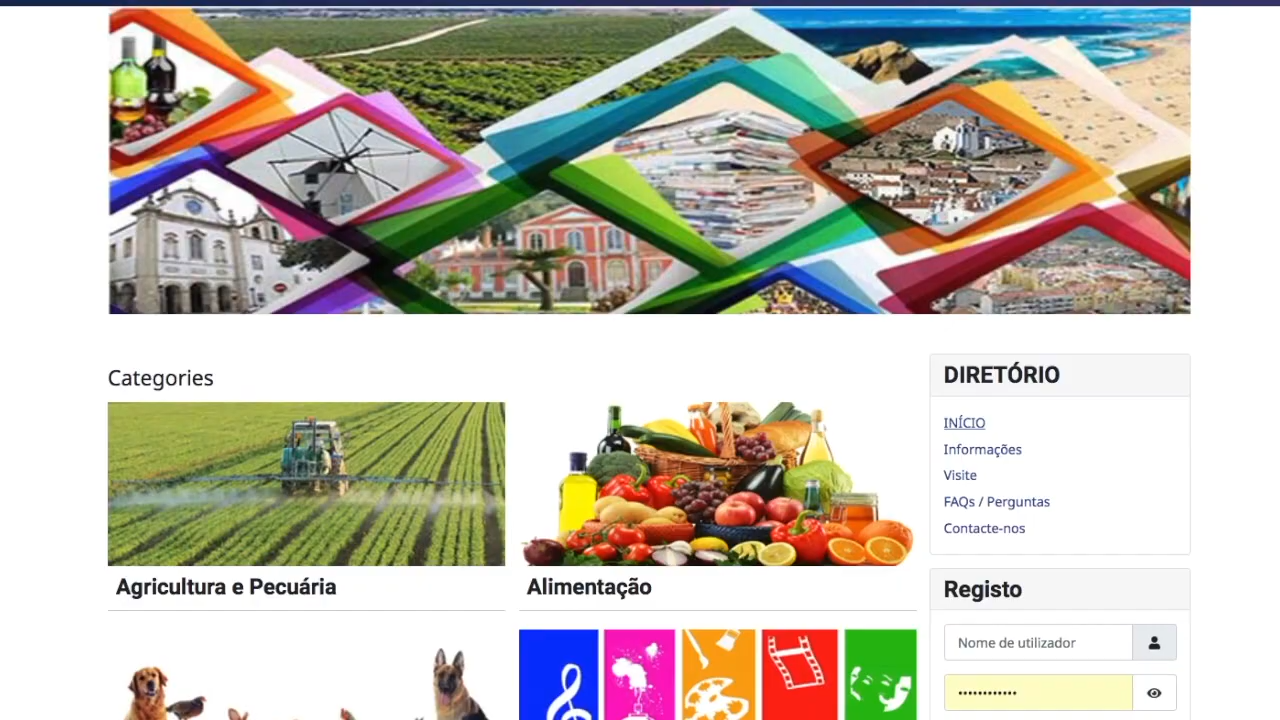 Categories
Agricultura e Pecuária
Alimentação
DIRETÓRIO
INÍCIO
Informações
Visite
FAQs / Perguntas
Contacte-nos
Registo
Nome de utilizador
••••••••••••